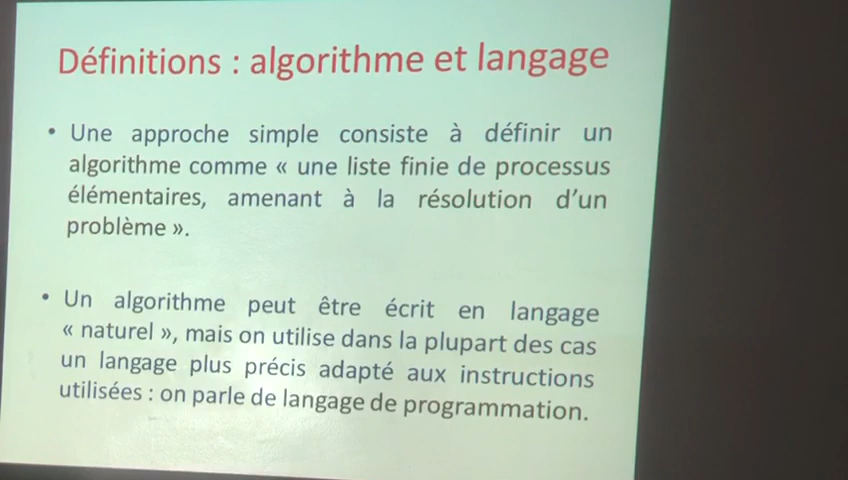 Définitions : algorithme et langage
• Une approche simple consiste à définir un
algorithme comme « une liste finie de processus
élémentaires, amenant à la résolution d’un
problème ».
• Un algorithme peut être écrit en langage
« naturel », mais on utilise dans la plupart des cas
un langage plus précis adapté aux instructions
utilisées : on parle de langage de programmation.